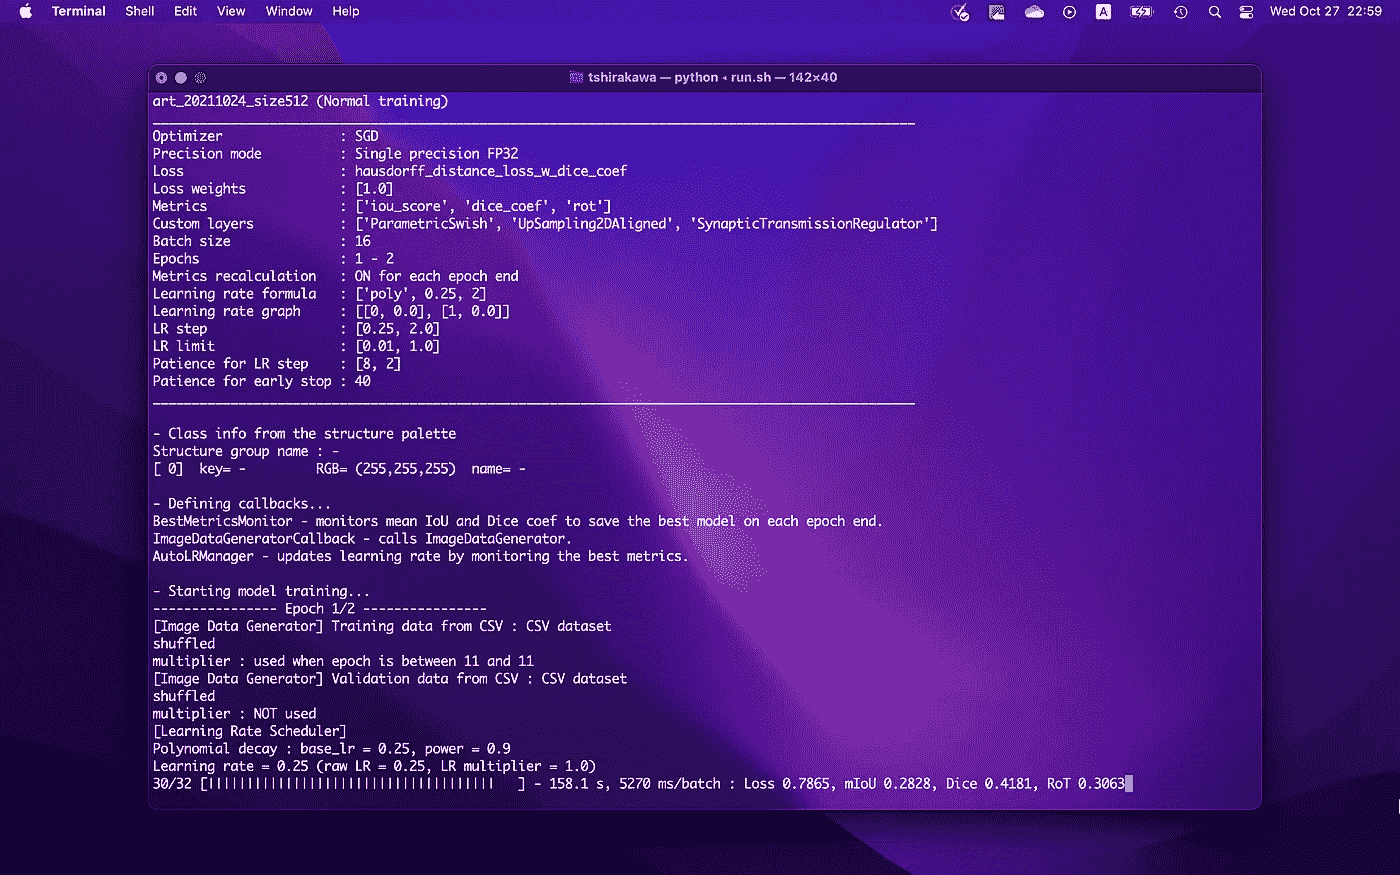 Terminal Shell Edit View Window Help A Wed Oct 27 22:59
tshirakawa — python ◂ run.sh — 142×40
art_20211024_size512 (Normal training)
Optimizer : SGD
Precision mode : Single precision FP32
Loss : hausdorff_distance_loss_w_dice_coef
Loss weights : [1.0]
Metrics : ['iou_score', 'dice_coef', 'rot']
Custom layers : ['ParametricSwish', 'UpSampling2DAligned', 'SynapticTransmissionRegulator']
Batch size : 16
Epochs : 1 - 2
Metrics recalculation : ON for each epoch end
Learning rate formula : ['poly', 0.25, 2]
Learning rate graph : [[0, 0.0], [1, 0.0]]
LR step : [0.25, 2.0]
LR limit : [0.01, 1.0]
Patience for LR step : [8, 2]
Patience for early stop : 40
- Class info from the structure palette
Structure group name : -
[ 0] key= - RGB= (255,255,255) name= -
- Defining callbacks...
BestMetricsMonitor - monitors mean IoU and Dice coef to save the best model on each epoch end.
ImageDataGeneratorCallback - calls ImageDataGenerator.
AutoLRManager - updates learning rate by monitoring the best metrics.
- Starting model training...
---------------- Epoch 1/2 ----------------
[Image Data Generator] Training data from CSV : CSV dataset
shuffled
multiplier : used when epoch is between 11 and 11
[Image Data Generator] Validation data from CSV : CSV dataset
shuffled
multiplier : NOT used
[Learning Rate Scheduler]
Polynomial decay : base_lr = 0.25, power = 0.9
Learning rate = 0.25 (raw LR = 0.25, LR multiplier = 1.0)
30/32 [||||||||||||||||||||||||||||||||||||| ] - 158.1 s, 5270 ms/batch : Loss 0.7865, mIoU 0.2828, Dice 0.4181, RoT 0.3063